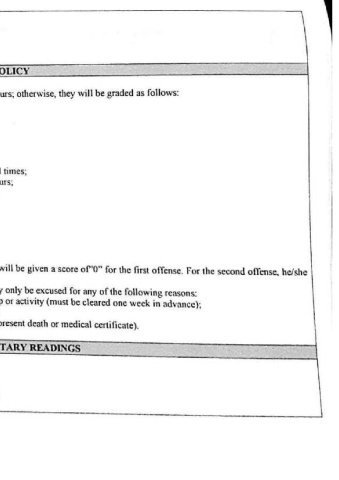 OLICY
urs; otherwise, they will be graded as follows:
l times;
urs;
will be given a score of"0" for the first offense. For the second offense, he/she
y only be excused for any of the following reasons:
p or activity (must be cleared one week in advance);
present death or medical certificate).
TARY READINGS